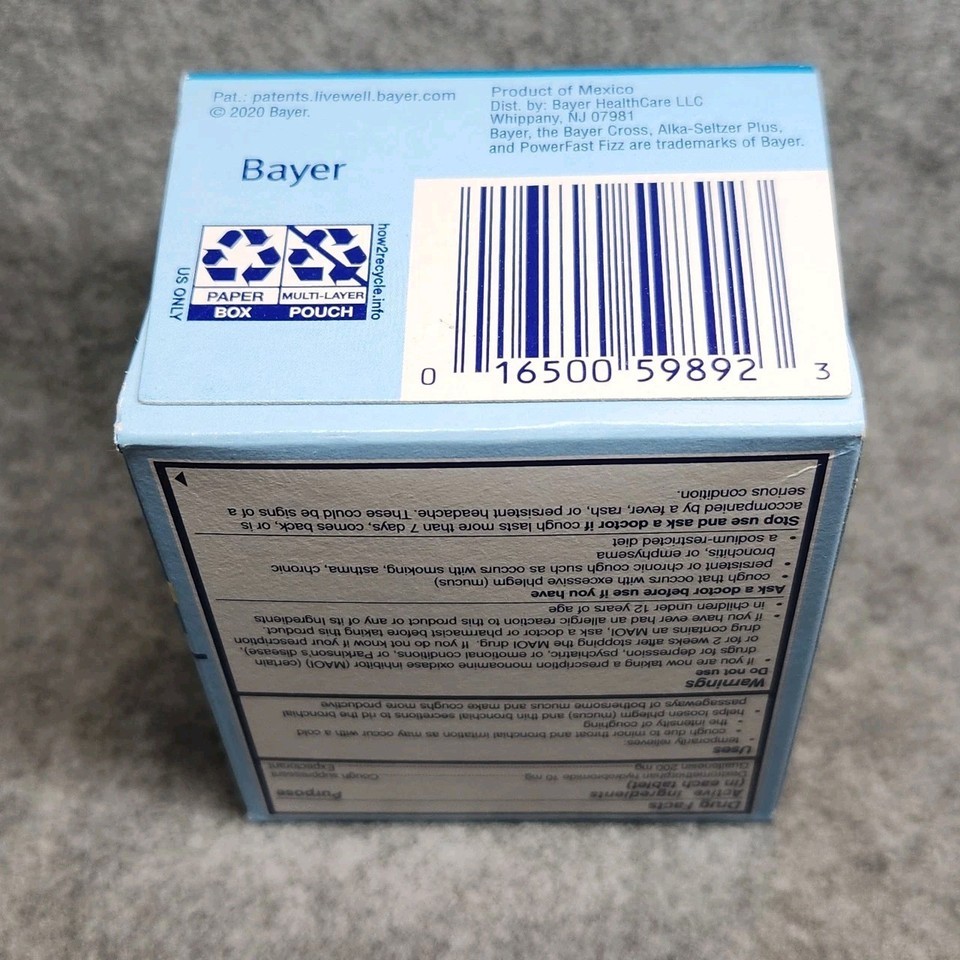 Pat.: patents.livewell.bayer.com
© 2020 Bayer.
Product of Mexico
Dist. by: Bayer HealthCare LLC
Whippany, NJ 07981
Bayer, the Bayer Cross, Alka-Seltzer Plus,
and PowerFast Fizz are trademarks of Bayer.
Bayer
PAPER
BOX
MULTI-LAYER
POUCH
US ONLY
how2recycle.info
0 16500 59892 3
Drug Facts
Active ingredients
(in each tablet)
Purpose
Dextromethorphan hydrobromide 10 mg
Cough suppressant
Guaifenesin 200 mg
Expectorant
Uses
• temporarily relieves:
• cough due to minor throat and bronchial irritation as may occur with a cold
• the intensity of coughing
• helps loosen phlegm (mucus) and thin bronchial secretions to rid the bronchial
passageways of bothersome mucus and make coughs more productive
Warnings
Do not use
• if you are now taking a prescription monoamine oxidase inhibitor (MAOI) (certain
drugs for depression, psychiatric, or emotional conditions, or Parkinson's disease),
or for 2 weeks after stopping the MAOI drug. If you do not know if your prescription
drug contains an MAOI, ask a doctor or pharmacist before taking this product.
• if you have ever had an allergic reaction to this product or any of its ingredients
• in children under 12 years of age
Ask a doctor before use if you have
• cough that occurs with excessive phlegm (mucus)
• persistent or chronic cough such as occurs with smoking, asthma, chronic
bronchitis, or emphysema
• a sodium-restricted diet
Stop use and ask a doctor if cough lasts more than 7 days, comes back, or is
accompanied by a fever, rash, or persistent headache. These could be signs of a
serious condition.